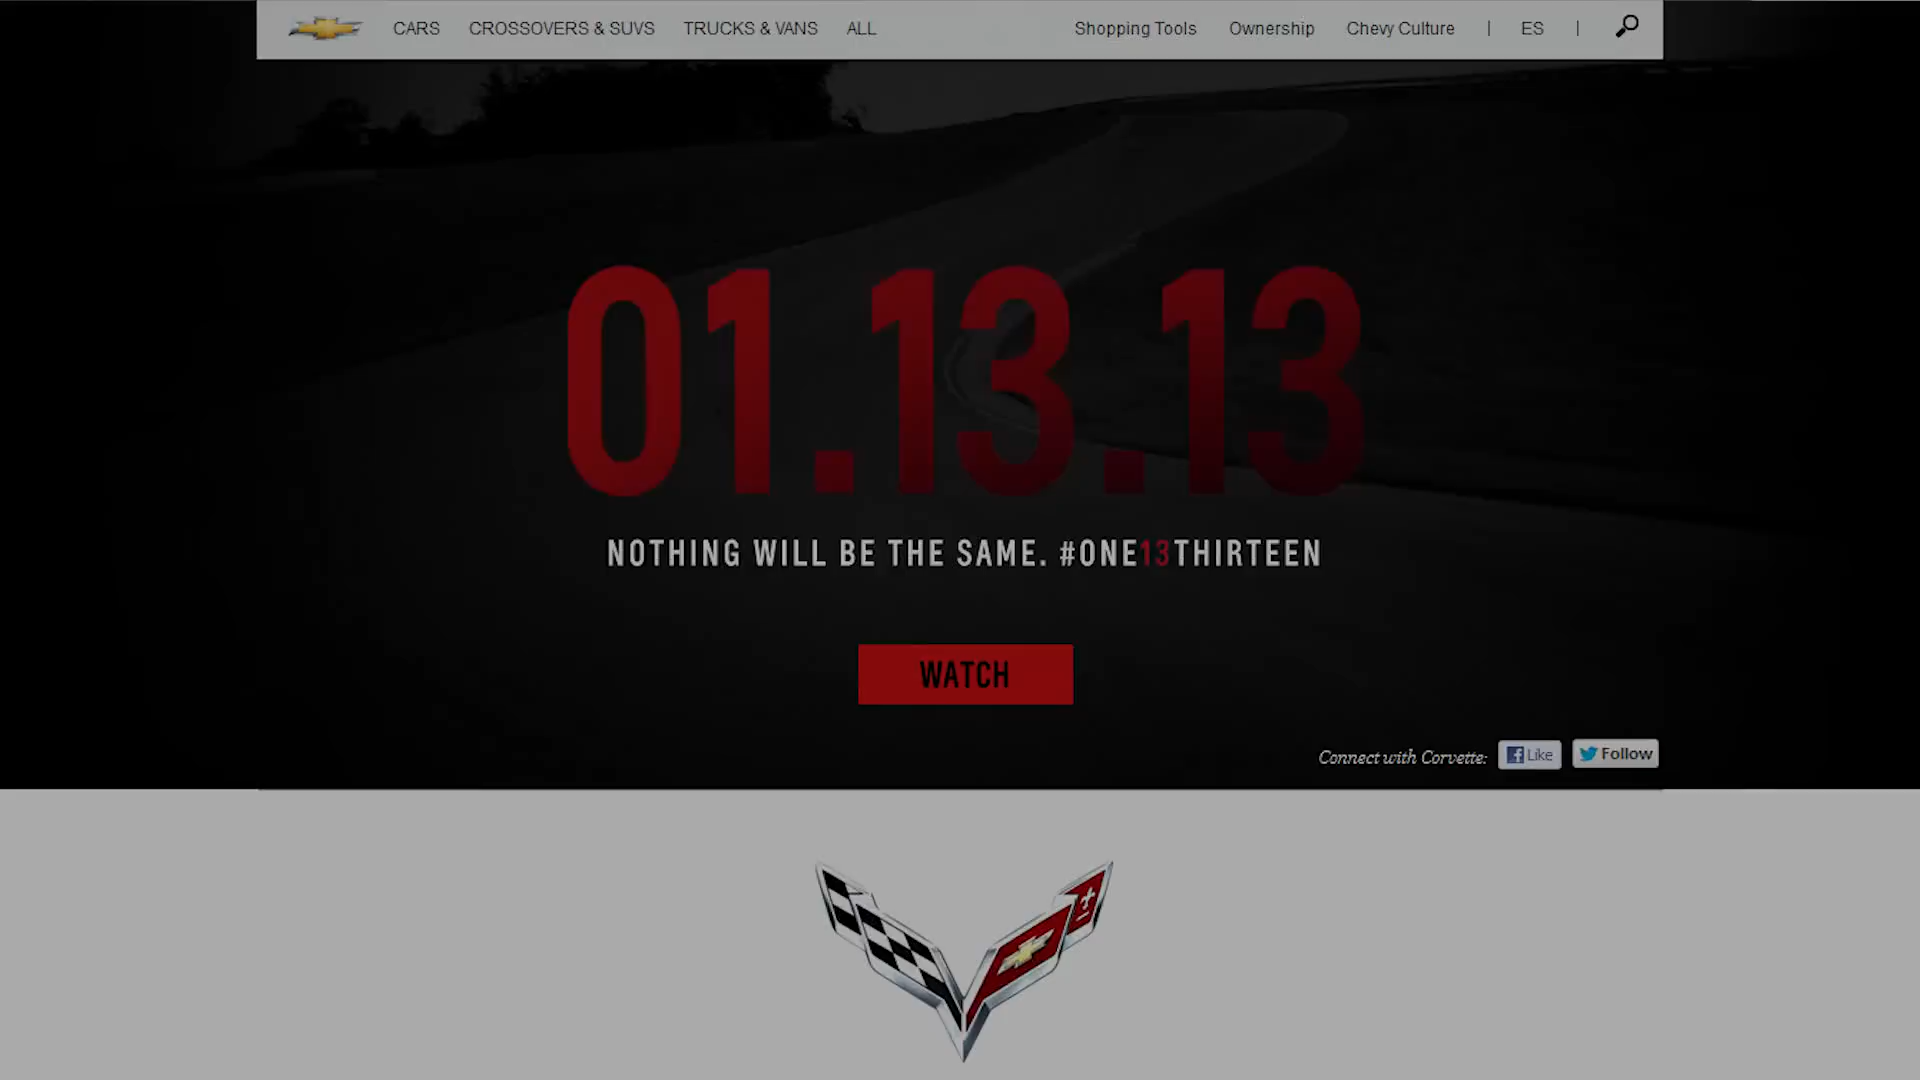 CARS CROSSOVERS & SUVS TRUCKS & VANS ALL Shopping Tools Ownership Chevy Culture | ES |
01.13.13
NOTHING WILL BE THE SAME. #ONE13THIRTEEN
WATCH
Connect with Corvette: Like Follow